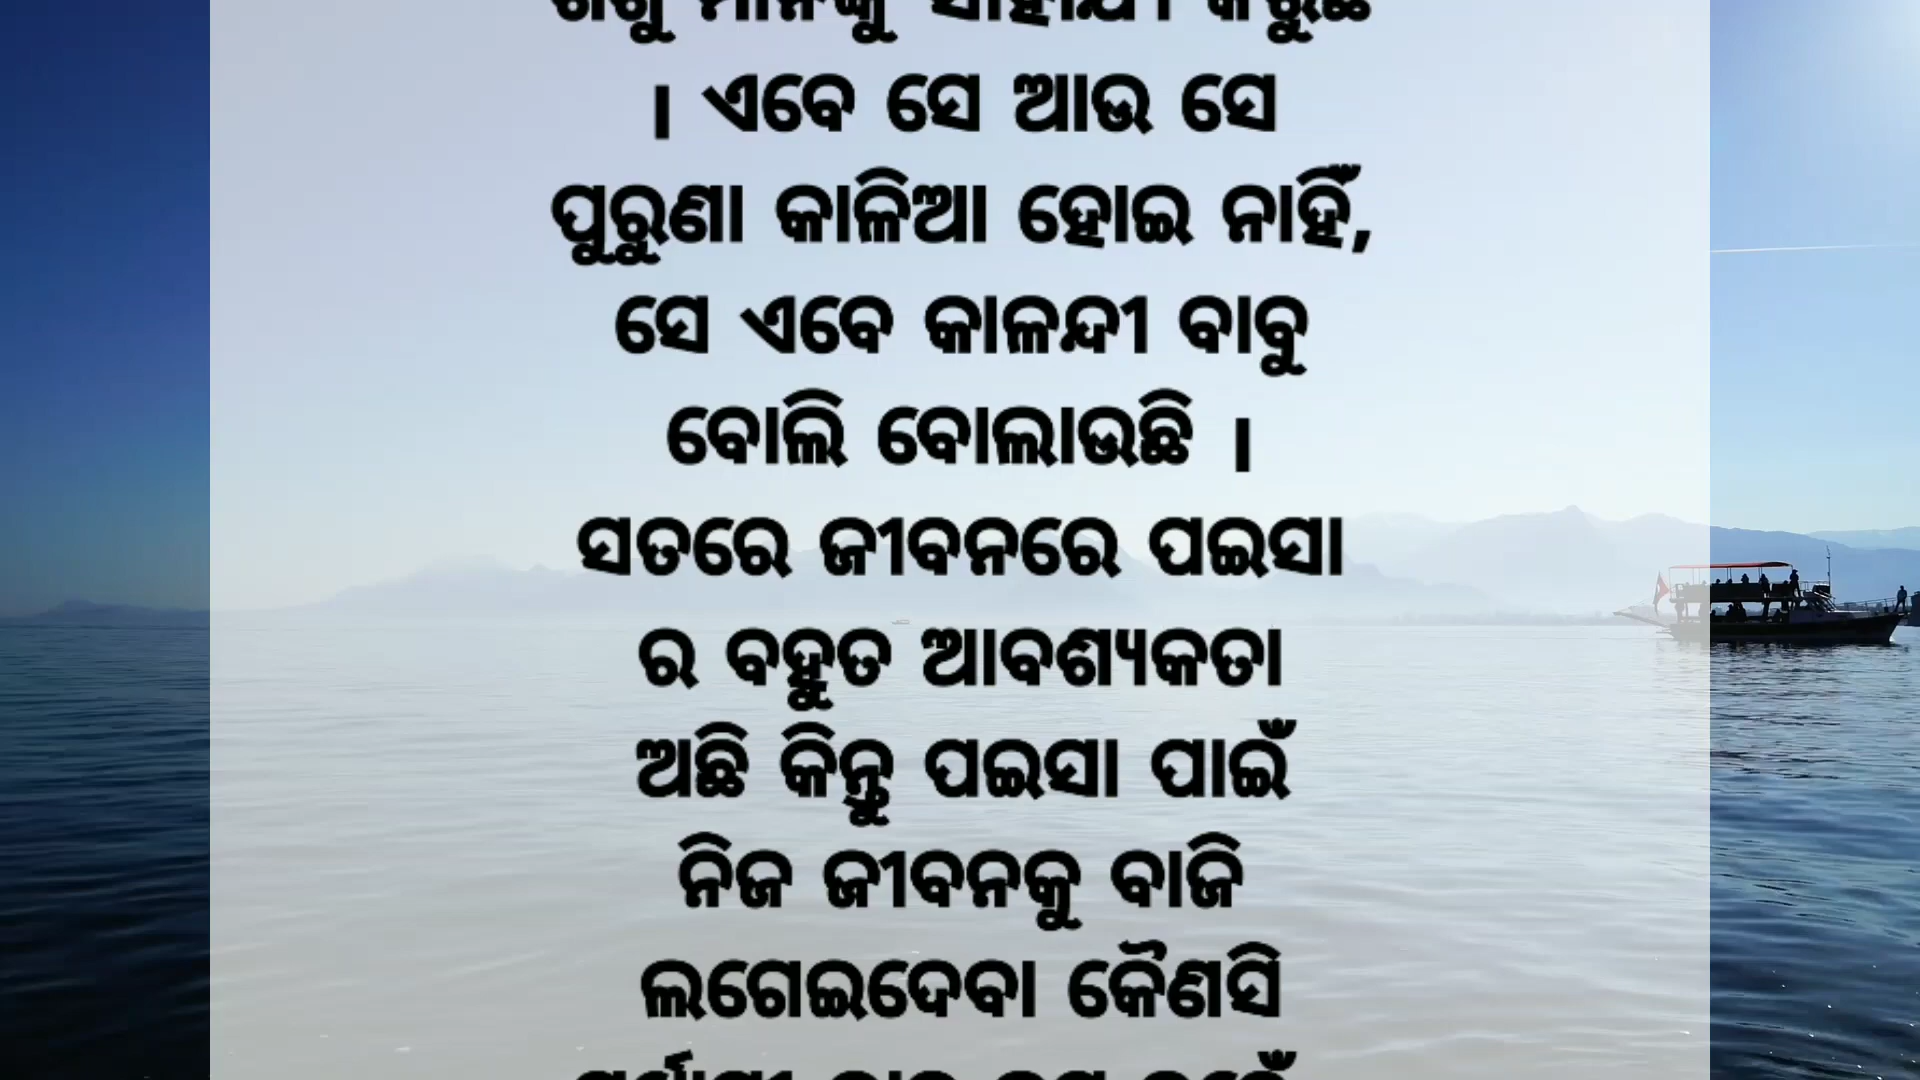 । ଏବେ ସେ ଆଉ ସେ
ପୁରୁଣା କାଳିଆ ହୋଇ ନାହିଁ,
ସେ ଏବେ କାଳନ୍ଦୀ ବାବୁ
ବୋଲି ବୋଲାଉଛି ।
ସତରେ ଜୀବନରେ ପଇସା
ର ବହୁତ ଆବଶ୍ୟକତା
ଅଛି କିନ୍ତୁ ପଇସା ପାଇଁ
ନିଜ ଜୀବନକୁ ବାଜି
ଲଗେଇଦେବା କୈଣସି